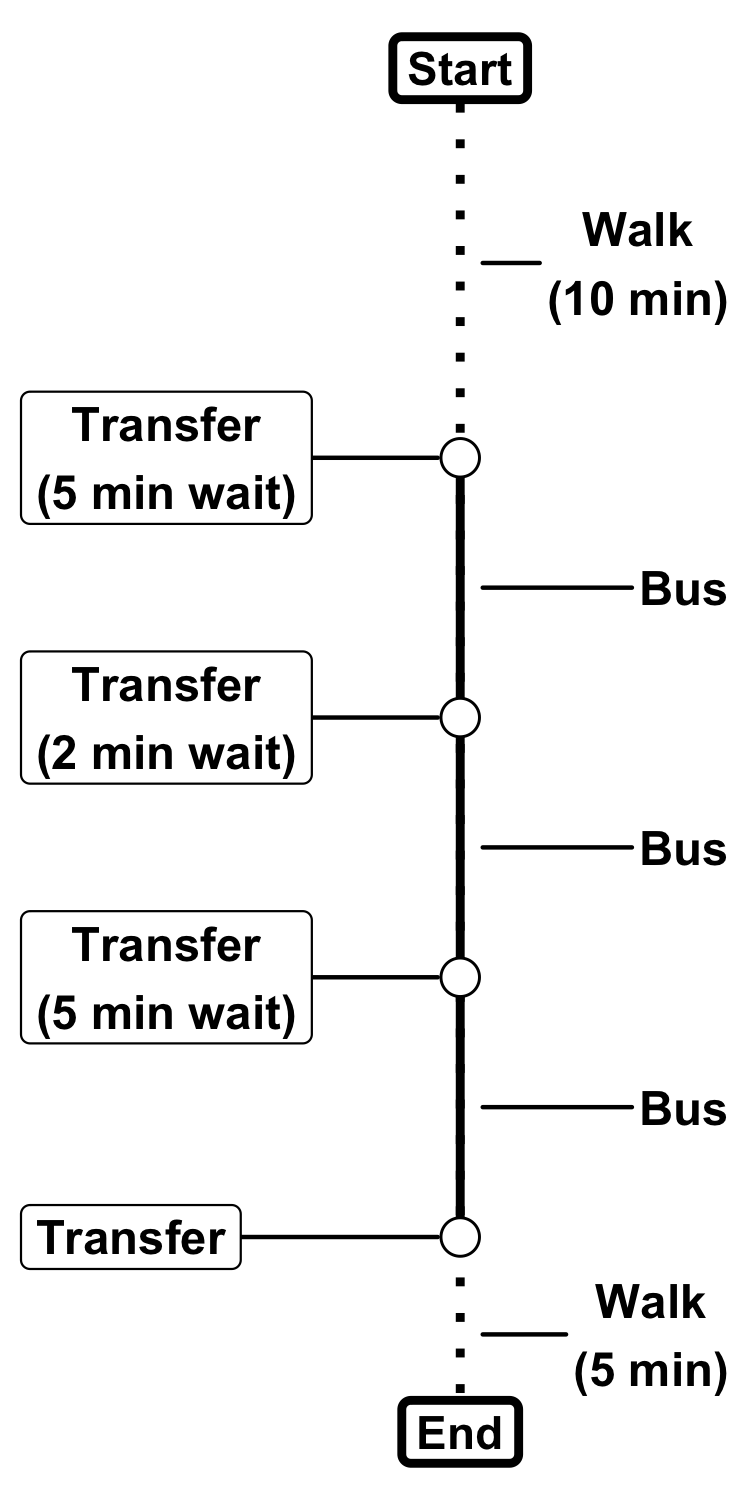 Start
Walk
(10 min)
Transfer
(5 min wait)
Bus
Transfer
(2 min wait)
Bus
Transfer
(5 min wait)
Bus
Transfer
Walk
(5 min)
End